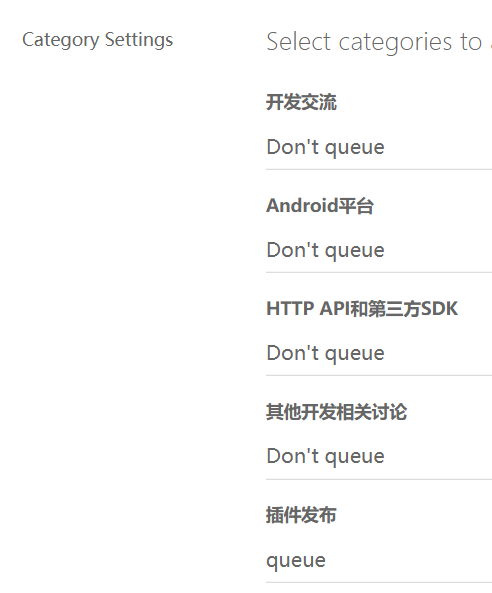 Category Settings
Select categories to
开发交流
Don't queue
Android平台
Don't queue
HTTP API和第三方SDK
Don't queue
其他开发相关讨论
Don't queue
插件发布
queue